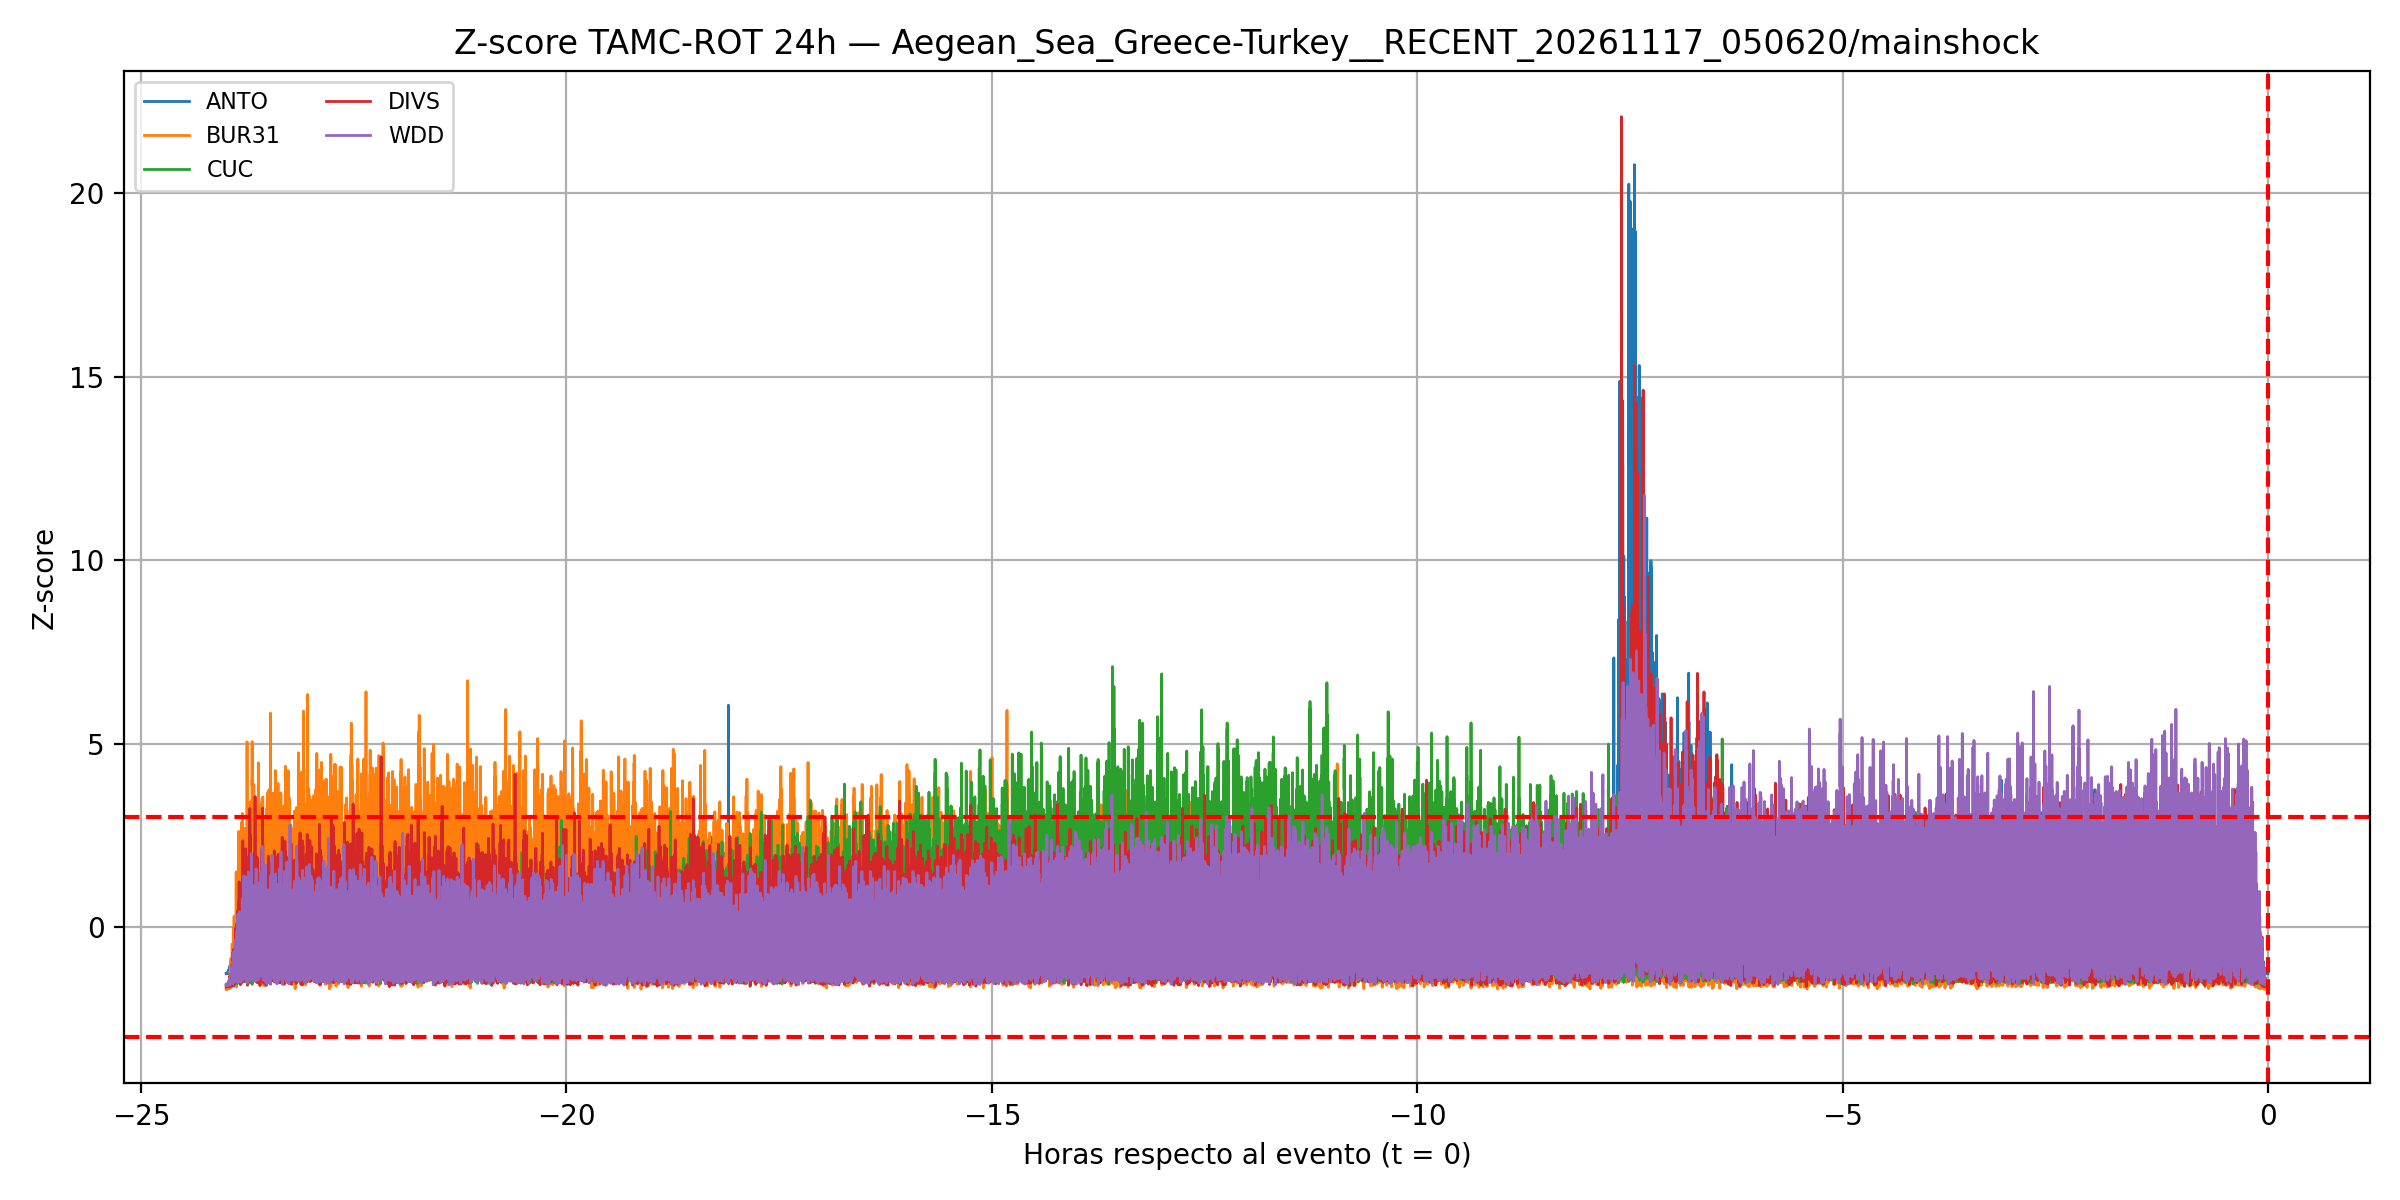 Z-score TAMC-ROT 24h — Aegean_Sea_Greece-Turkey__RECENT_20261117_050620/mainshock
ANTO
BUR31
CUC
DIVS
WDD
Z-score
20
15
10
5
0
−25
−20
−15
−10
−5
0
Horas respecto al evento (t = 0)